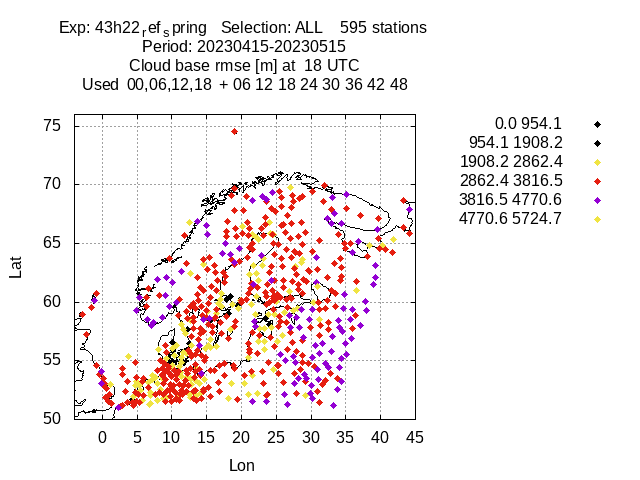 Exp: 43h22ref spring Selection: ALL 595 stations
Period: 20230415-20230515
Cloud base rmse [m] at 18 UTC
Used 00,06,12,18 + 06 12 18 24 30 36 42 48
0.0 954.1
954.1 1908.2
1908.2 2862.4
2862.4 3816.5
3816.5 4770.6
4770.6 5724.7
75
70
65
60
55
50
Lat
0 5 10 15 20 25 30 35 40 45
Lon